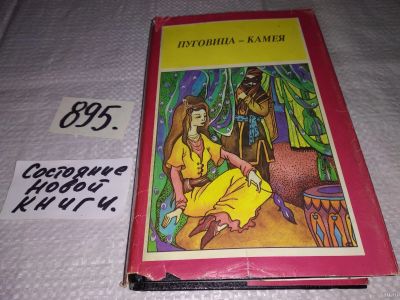 ПУГОВИЦА – КАМЕЯ
895.
Состояние
новой
книги.